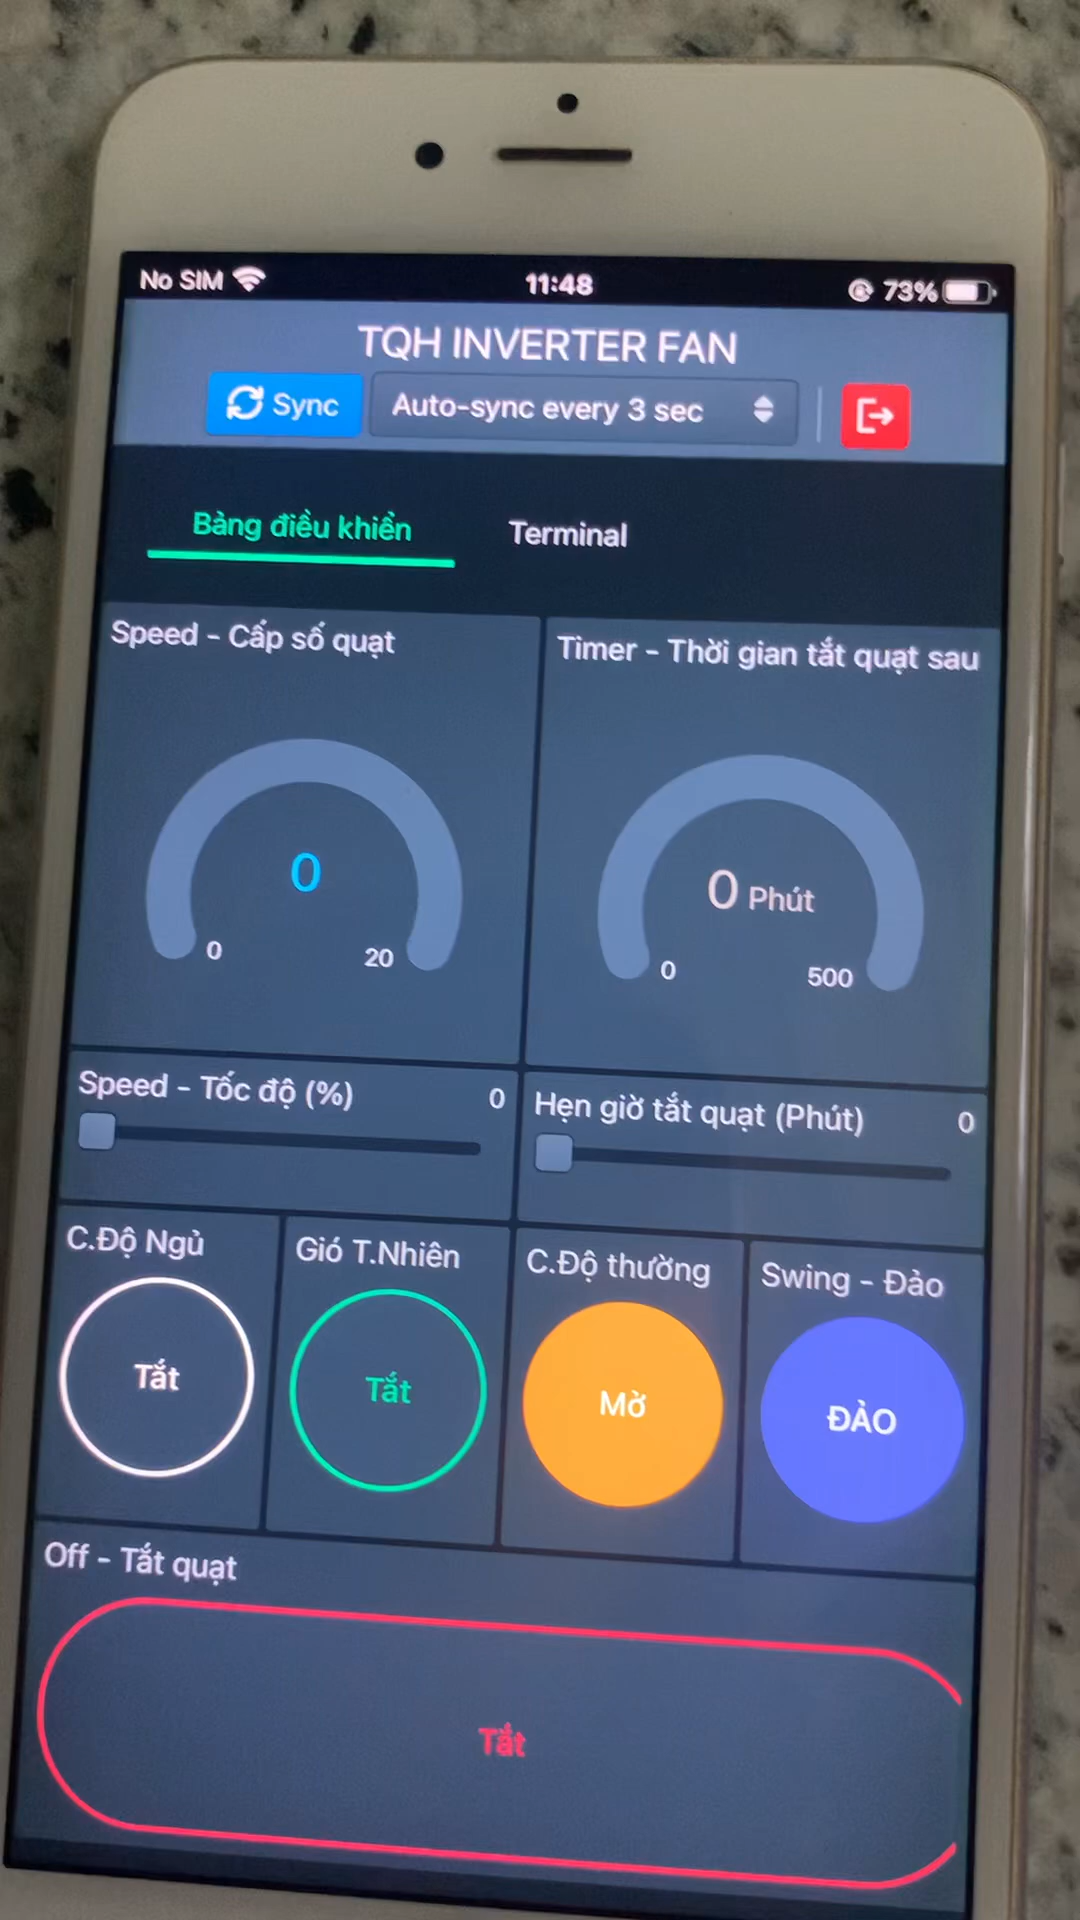 No SIM 11:48 73%
TQH INVERTER FAN
Sync Auto-sync every 3 sec
Bảng điều khiển Terminal
Speed - Cấp số quạt
Timer - Thời gian tắt quạt sau
0
0 20
0 Phút
0 500
Speed - Tốc độ (%) 0
Hẹn giờ tắt quạt (Phút) 0
C.Độ Ngủ
Gió T.Nhiên
C.Độ thường
Swing - Đảo
Tắt
Tắt
Mở
ĐẢO
Off - Tắt quạt
Tắt